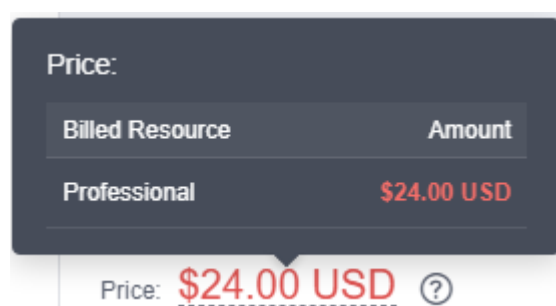 Price:
Billed Resource Amount
Professional $24.00 USD
Price: $24.00 USD ?